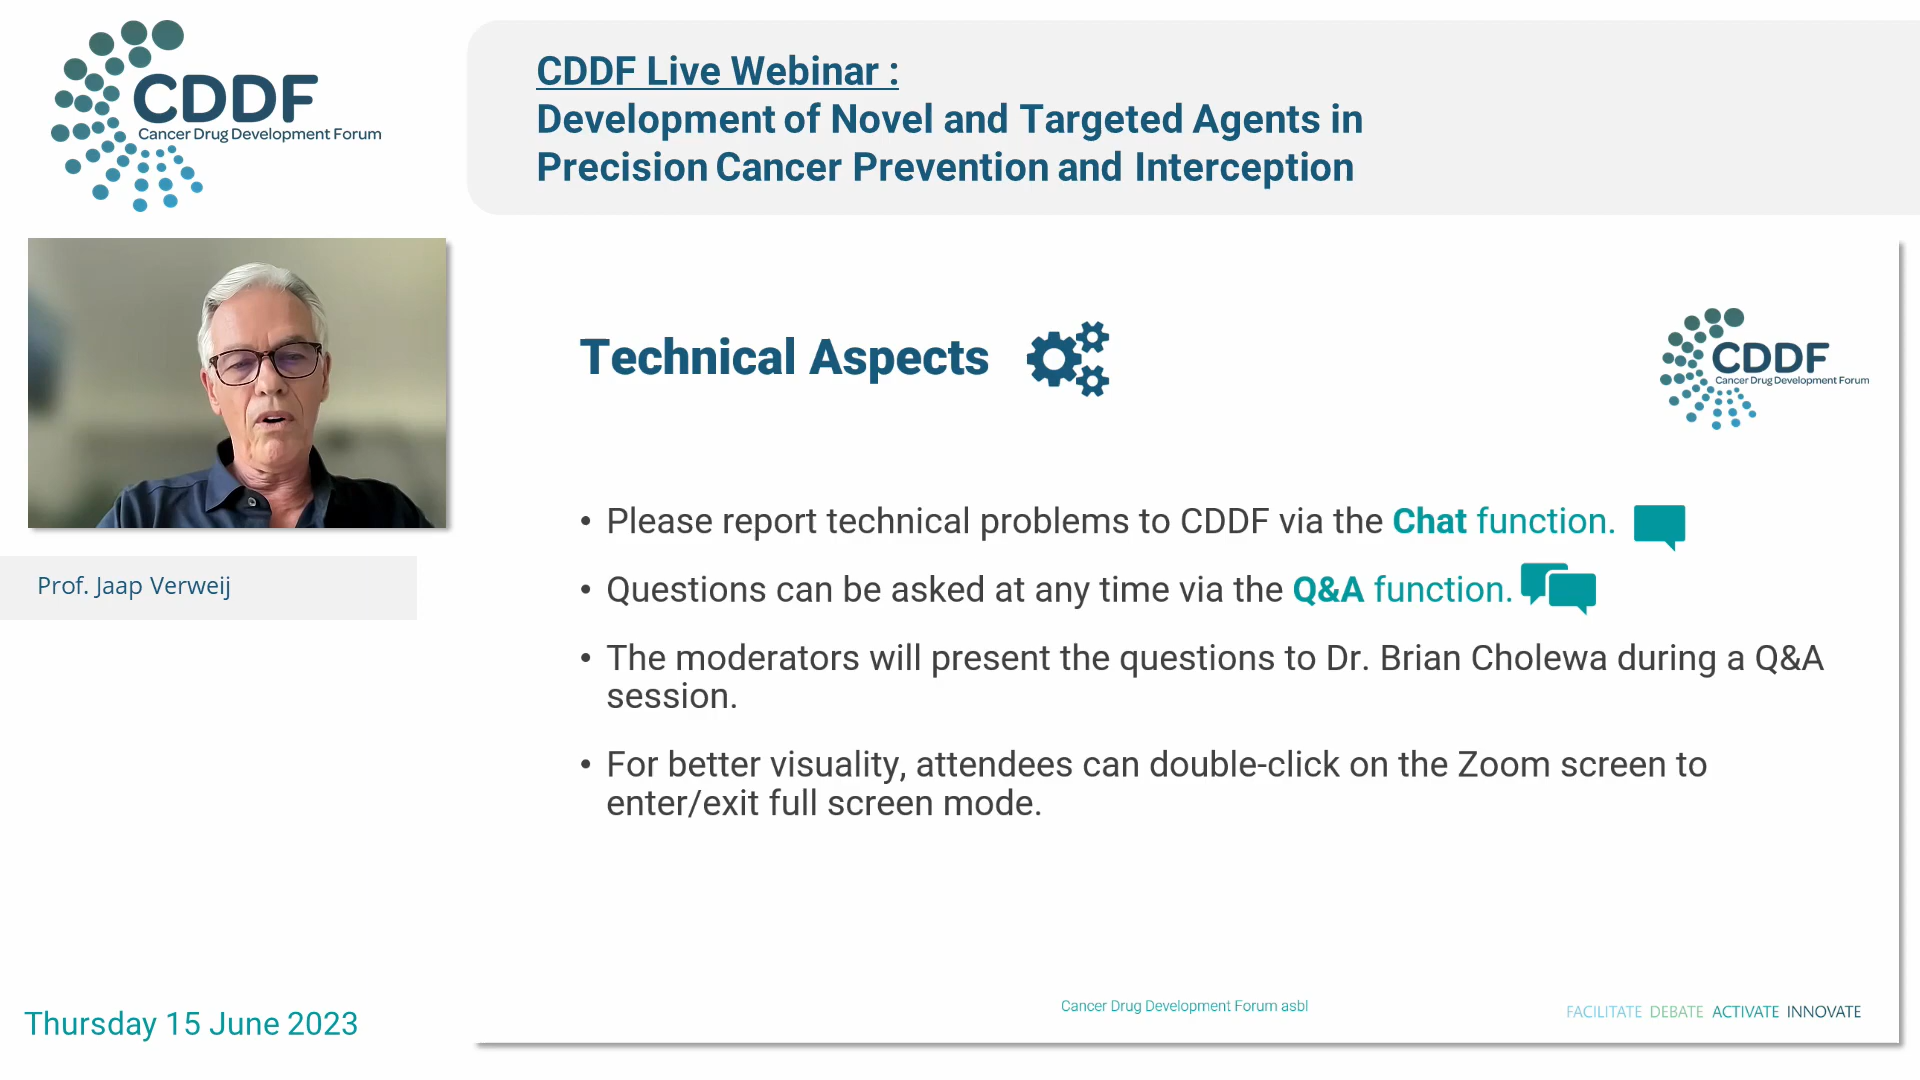 CDDF
Cancer Drug Development Forum
CDDF Live Webinar :
Development of Novel and Targeted Agents in
Precision Cancer Prevention and Interception
Prof. Jaap Verweij
Thursday 15 June 2023
Technical Aspects
CDDF
Cancer Drug Development Forum
• Please report technical problems to CDDF via the Chat function.
• Questions can be asked at any time via the Q&A function.
• The moderators will present the questions to Dr. Brian Cholewa during a Q&A
session.
• For better visuality, attendees can double-click on the Zoom screen to
enter/exit full screen mode.
Cancer Drug Development Forum asbl
FACILITATE DEBATE ACTIVATE INNOVATE